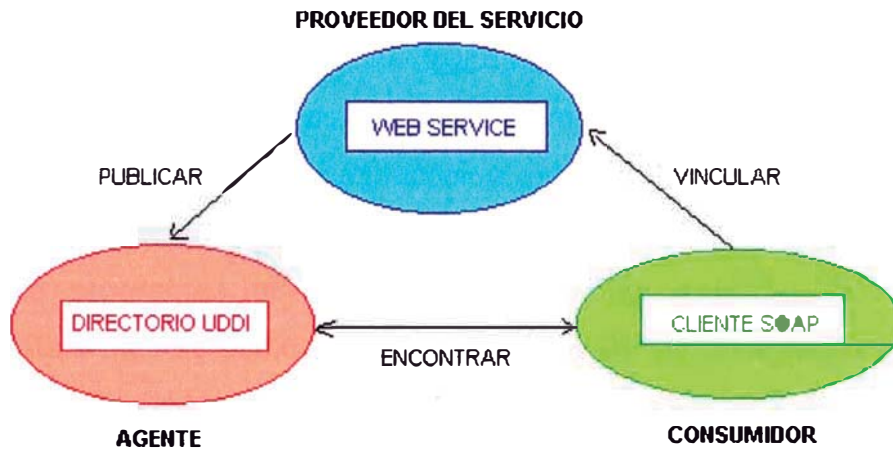 PROVEEDOR DEL SERVICIO
WEB SERVICE
PUBLICAR
VINCULAR
DIRECTORIO UDDI
CLIENTE SOAP
ENCONTRAR
AGENTE
CONSUMIDOR